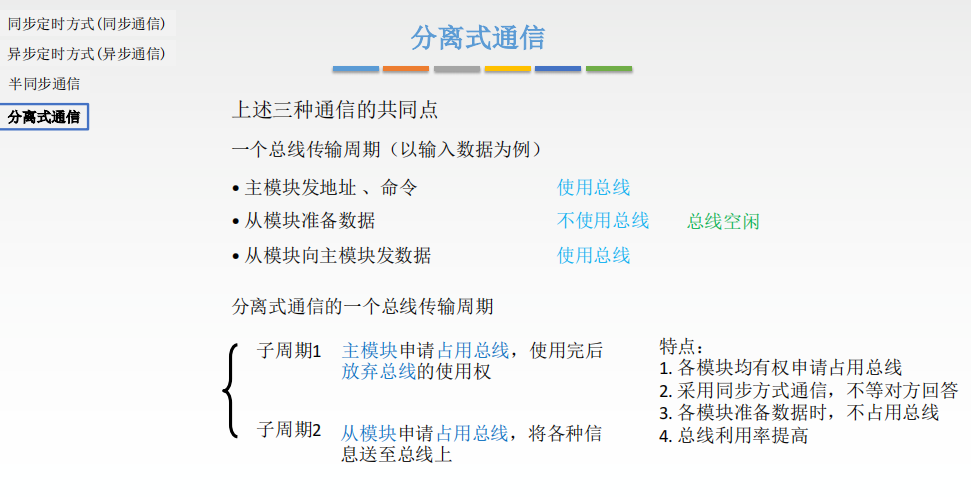 同步定时方式(同步通信)
异步定时方式(异步通信)
半同步通信
分离式通信
分离式通信
上述三种通信的共同点
一个总线传输周期（以输入数据为例）
• 主模块发地址 、命令 使用总线
• 从模块准备数据 不使用总线 总线空闲
• 从模块向主模块发数据 使用总线
分离式通信的一个总线传输周期
子周期1 主模块申请占用总线，使用完后
放弃总线的使用权
子周期2 从模块申请占用总线，将各种信
息送至总线上
特点：
1. 各模块均有权申请占用总线
2. 采用同步方式通信，不等对方回答
3. 各模块准备数据时，不占用总线
4. 总线利用率提高